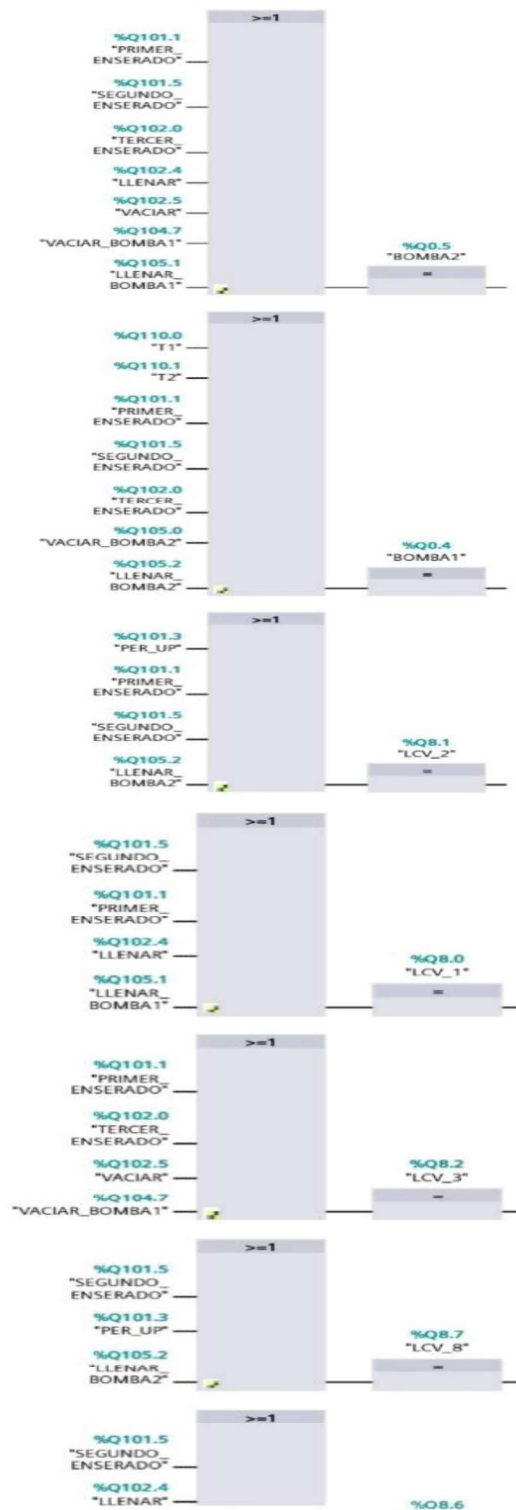 >=1
%Q101.1
"PRIMER_
ENSERADO"
%Q101.5
"SEGUNDO_
ENSERADO"
%Q102.0
"TERCER_
ENSERADO"
%Q102.4
"LLENAR"
%Q102.5
"VACIAR"
%Q104.7
"VACIAR_BOMBA1"
%Q105.1
"LLENAR_
BOMBA1"
%Q0.5
"BOMBA2"
=
>=1
%Q110.0
"T1"
%Q110.1
"T2"
%Q101.1
"PRIMER_
ENSERADO"
%Q101.5
"SEGUNDO_
ENSERADO"
%Q102.0
"TERCER_
ENSERADO"
%Q105.0
"VACIAR_BOMBA2"
%Q105.2
"LLENAR_
BOMBA2"
%Q0.4
"BOMBA1"
=
>=1
%Q101.3
"PER_UP"
%Q101.1
"PRIMER_
ENSERADO"
%Q101.5
"SEGUNDO_
ENSERADO"
%Q105.2
"LLENAR_
BOMBA2"
%Q8.1
"LCV_2"
=
>=1
%Q101.5
"SEGUNDO_
ENSERADO"
%Q101.1
"PRIMER_
ENSERADO"
%Q102.4
"LLENAR"
%Q105.1
"LLENAR_
BOMBA1"
%Q8.0
"LCV_1"
=
>=1
%Q101.1
"PRIMER_
ENSERADO"
%Q102.0
"TERCER_
ENSERADO"
%Q102.5
"VACIAR"
%Q104.7
"VACIAR_BOMBA1"
%Q8.2
"LCV_3"
=
>=1
%Q101.5
"SEGUNDO_
ENSERADO"
%Q101.3
"PER_UP"
%Q105.2
"LLENAR_
BOMBA2"
%Q8.7
"LCV_8"
=
>=1
%Q101.5
"SEGUNDO_
ENSERADO"
%Q102.4
"LLENAR"
%Q8.6